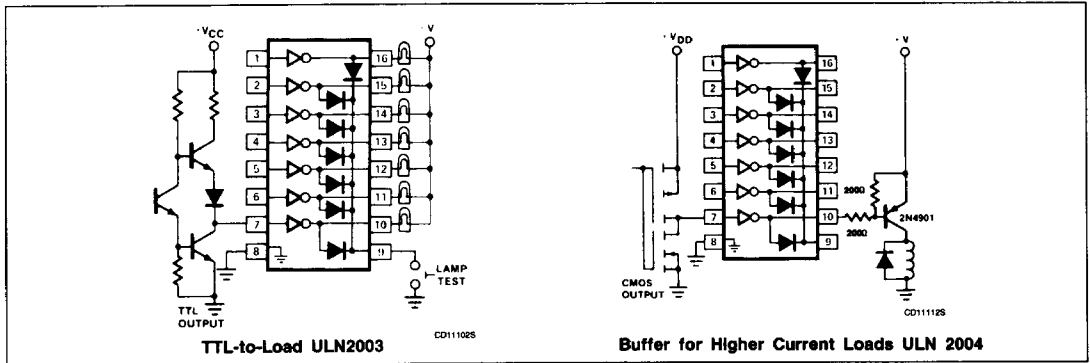 · VCC
TTL OUTPUT
1
2
3
4
5
6
7
8
16
15
14
13
12
11
10
9
· V
LAMP TEST
CD11102S
TTL-to-Load ULN2003
· VDD
CMOS OUTPUT
1
2
3
4
5
6
7
8
16
15
14
13
12
11
10
9
· V
200Ω
200Ω
2N4901
CD11112S
Buffer for Higher Current Loads ULN 2004